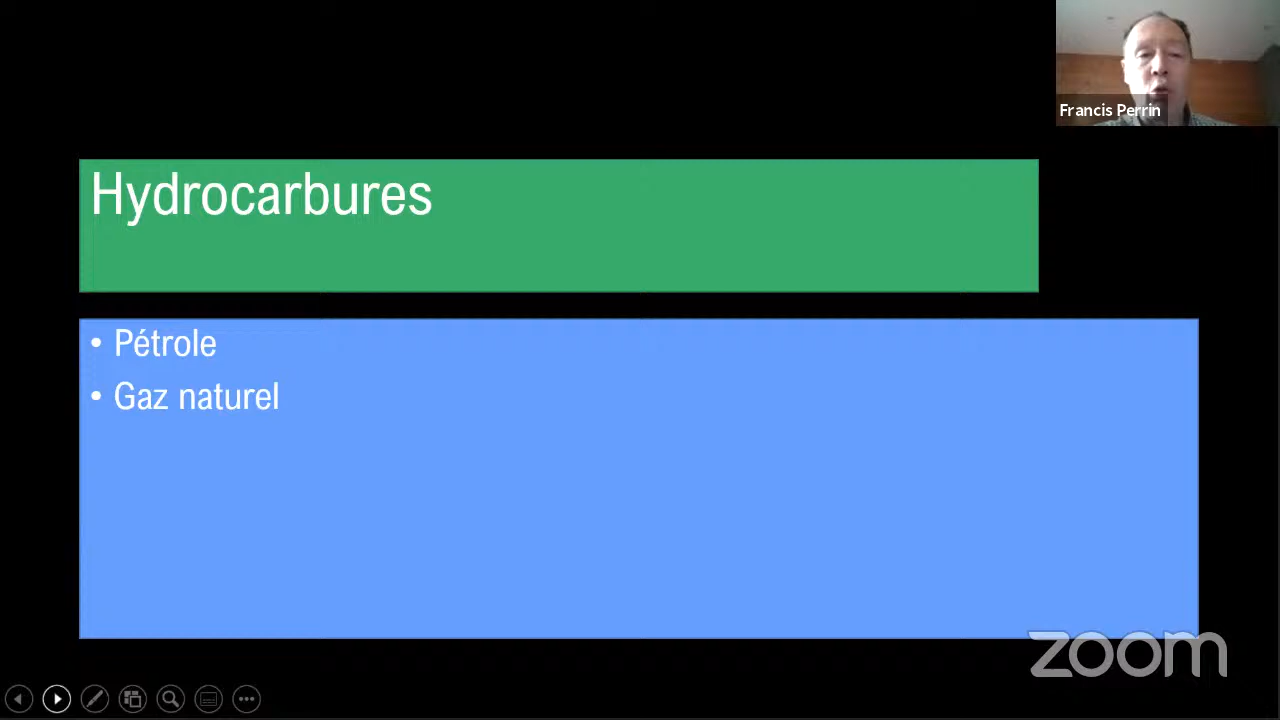 Francis Perrin
Hydrocarbures
• Pétrole
• Gaz naturel
zoom